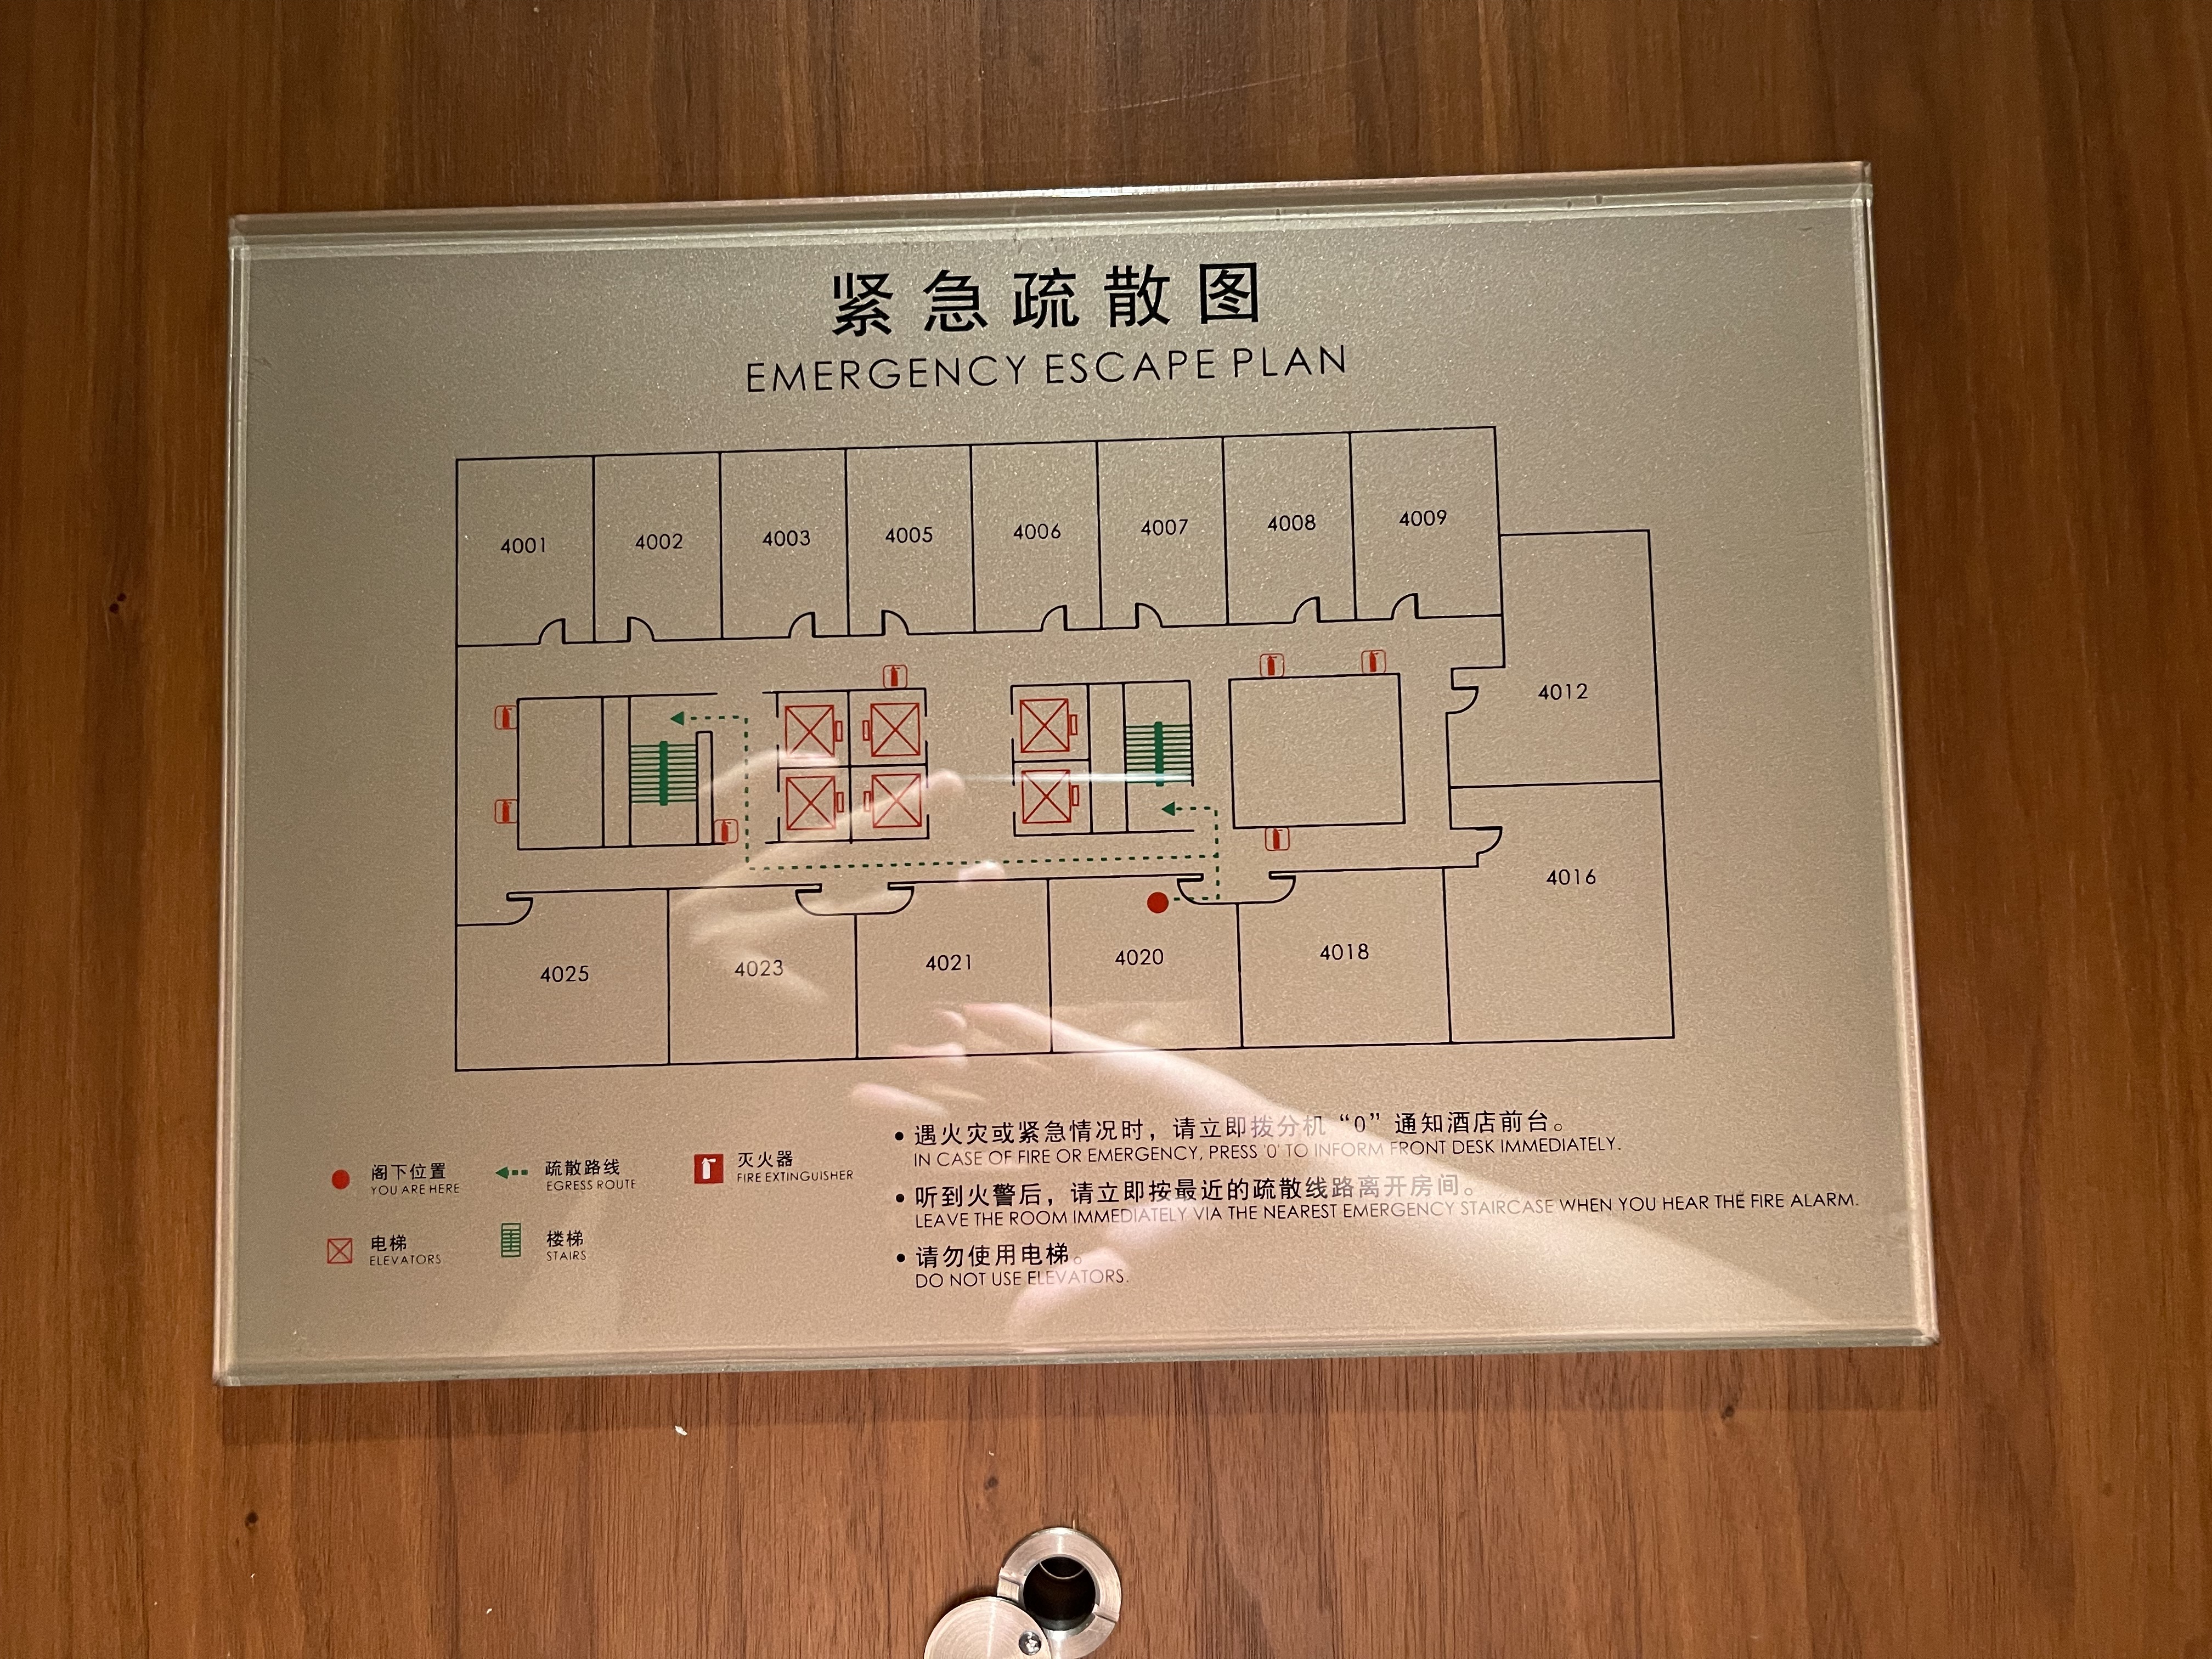 紧急疏散图
EMERGENCY ESCAPE PLAN
4001 4002 4003 4005 4006 4007 4008 4009
4012
4016
4025 4023 4021 4020 4018
阁下位置
YOU ARE HERE
疏散路线
EGRESS ROUTE
灭火器
FIRE EXTINGUISHER
电梯
ELEVATORS
楼梯
STAIRS
• 遇火灾或紧急情况时，请立即拨分机“0”通知酒店前台。
IN CASE OF FIRE OR EMERGENCY, PRESS '0' TO INFORM FRONT DESK IMMEDIATELY.
• 听到火警后，请立即按最近的疏散线路离开房间。
LEAVE THE ROOM IMMEDIATELY VIA THE NEAREST EMERGENCY STAIRCASE WHEN YOU HEAR THE FIRE ALARM.
• 请勿使用电梯。
DO NOT USE ELEVATORS.